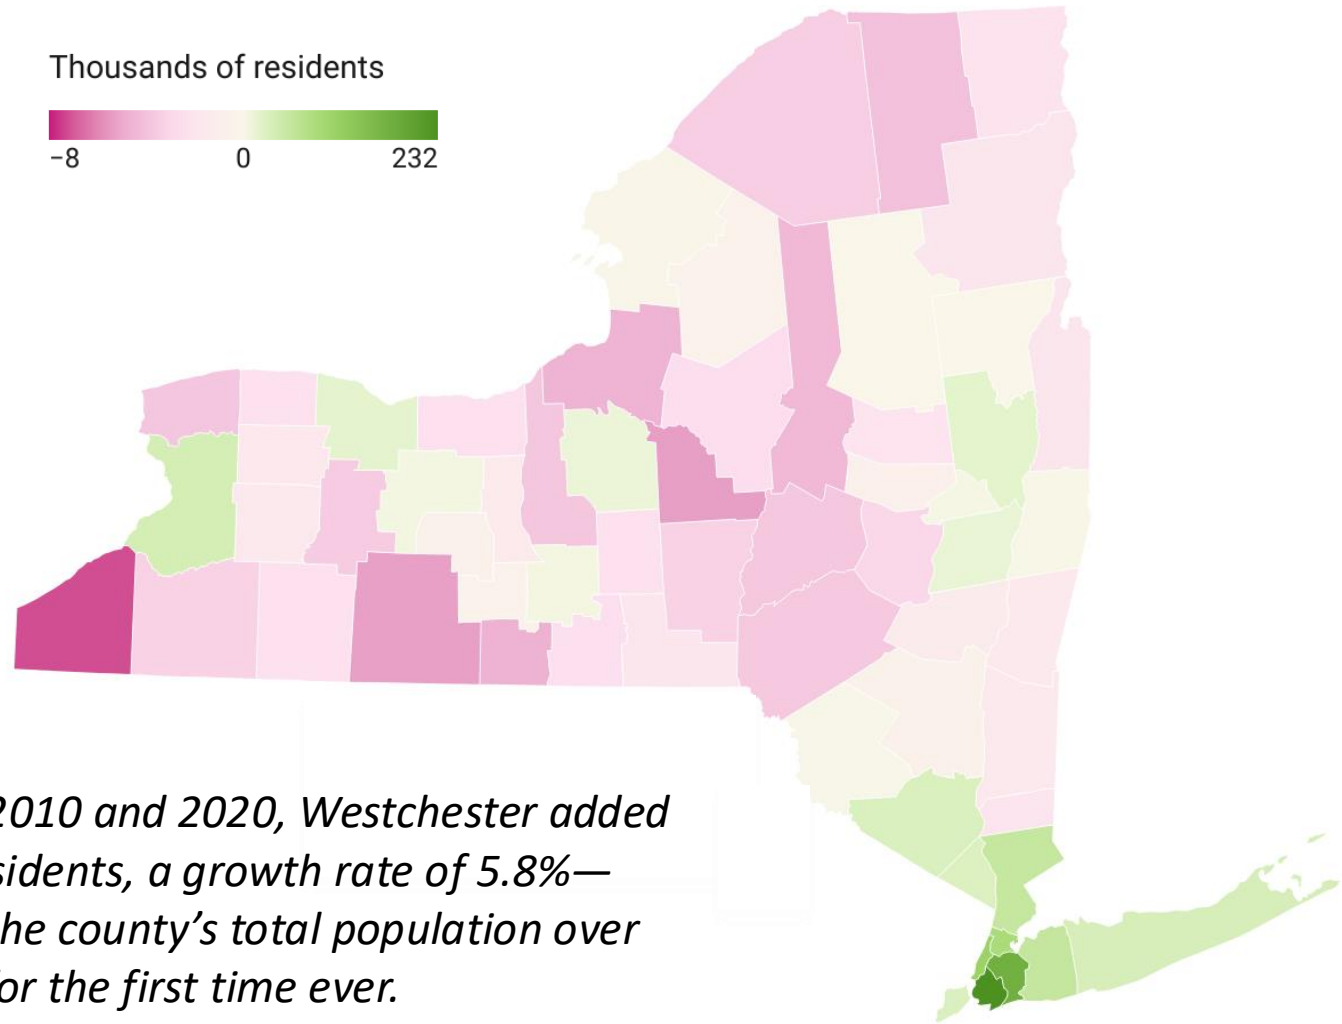 Thousands of residents
−8 0 232
2010 and 2020, Westchester added
sidents, a growth rate of 5.8%—
he county’s total population over
or the first time ever.